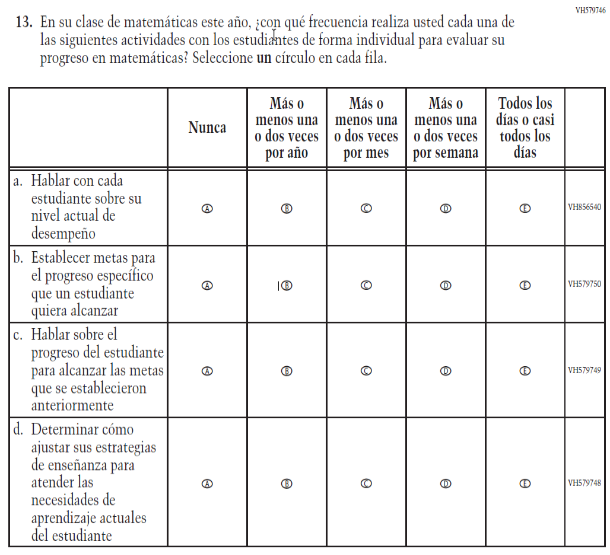 VH579746
13. En su clase de matemáticas este año, ¿con qué frecuencia realiza usted cada una de
las siguientes actividades con los estudiantes de forma individual para evaluar su
progreso en matemáticas? Seleccione un círculo en cada fila.
Nunca
Más o
menos una
o dos veces
por año
Más o
menos una
o dos veces
por mes
Más o
menos una
o dos veces
por semana
Todos los
días o casi
todos los
días
a. Hablar con cada
estudiante sobre su
nivel actual de
desempeño
A B C D E VH856540
b. Establecer metas para
el progreso específico
que un estudiante
quiera alcanzar
A B C D E VH579750
c. Hablar sobre el
progreso del estudiante
para alcanzar las metas
que se establecieron
anteriormente
A B C D E VH579749
d. Determinar cómo
ajustar sus estrategias
de enseñanza para
atender las
necesidades de
aprendizaje actuales
del estudiante
A B C D E VH579748